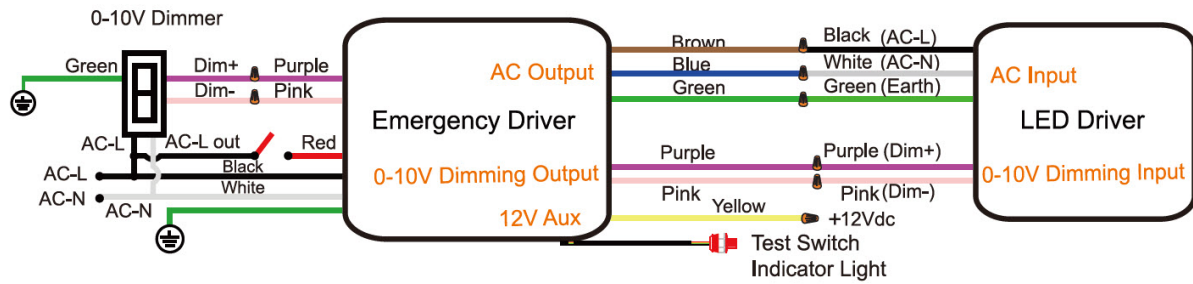 0-10V Dimmer
Green
Dim+
Purple
Dim-
Pink
AC-L
AC-L out
Red
AC-L
Black
White
AC-N
AC-N
AC Output
Emergency Driver
0-10V Dimming Output
12V Aux
Brown
Black (AC-L)
Blue
White (AC-N)
Green
Green (Earth)
Purple
Purple (Dim+)
Pink
Pink (Dim-)
Yellow
+12Vdc
Test Switch
Indicator Light
AC Input
LED Driver
0-10V Dimming Input